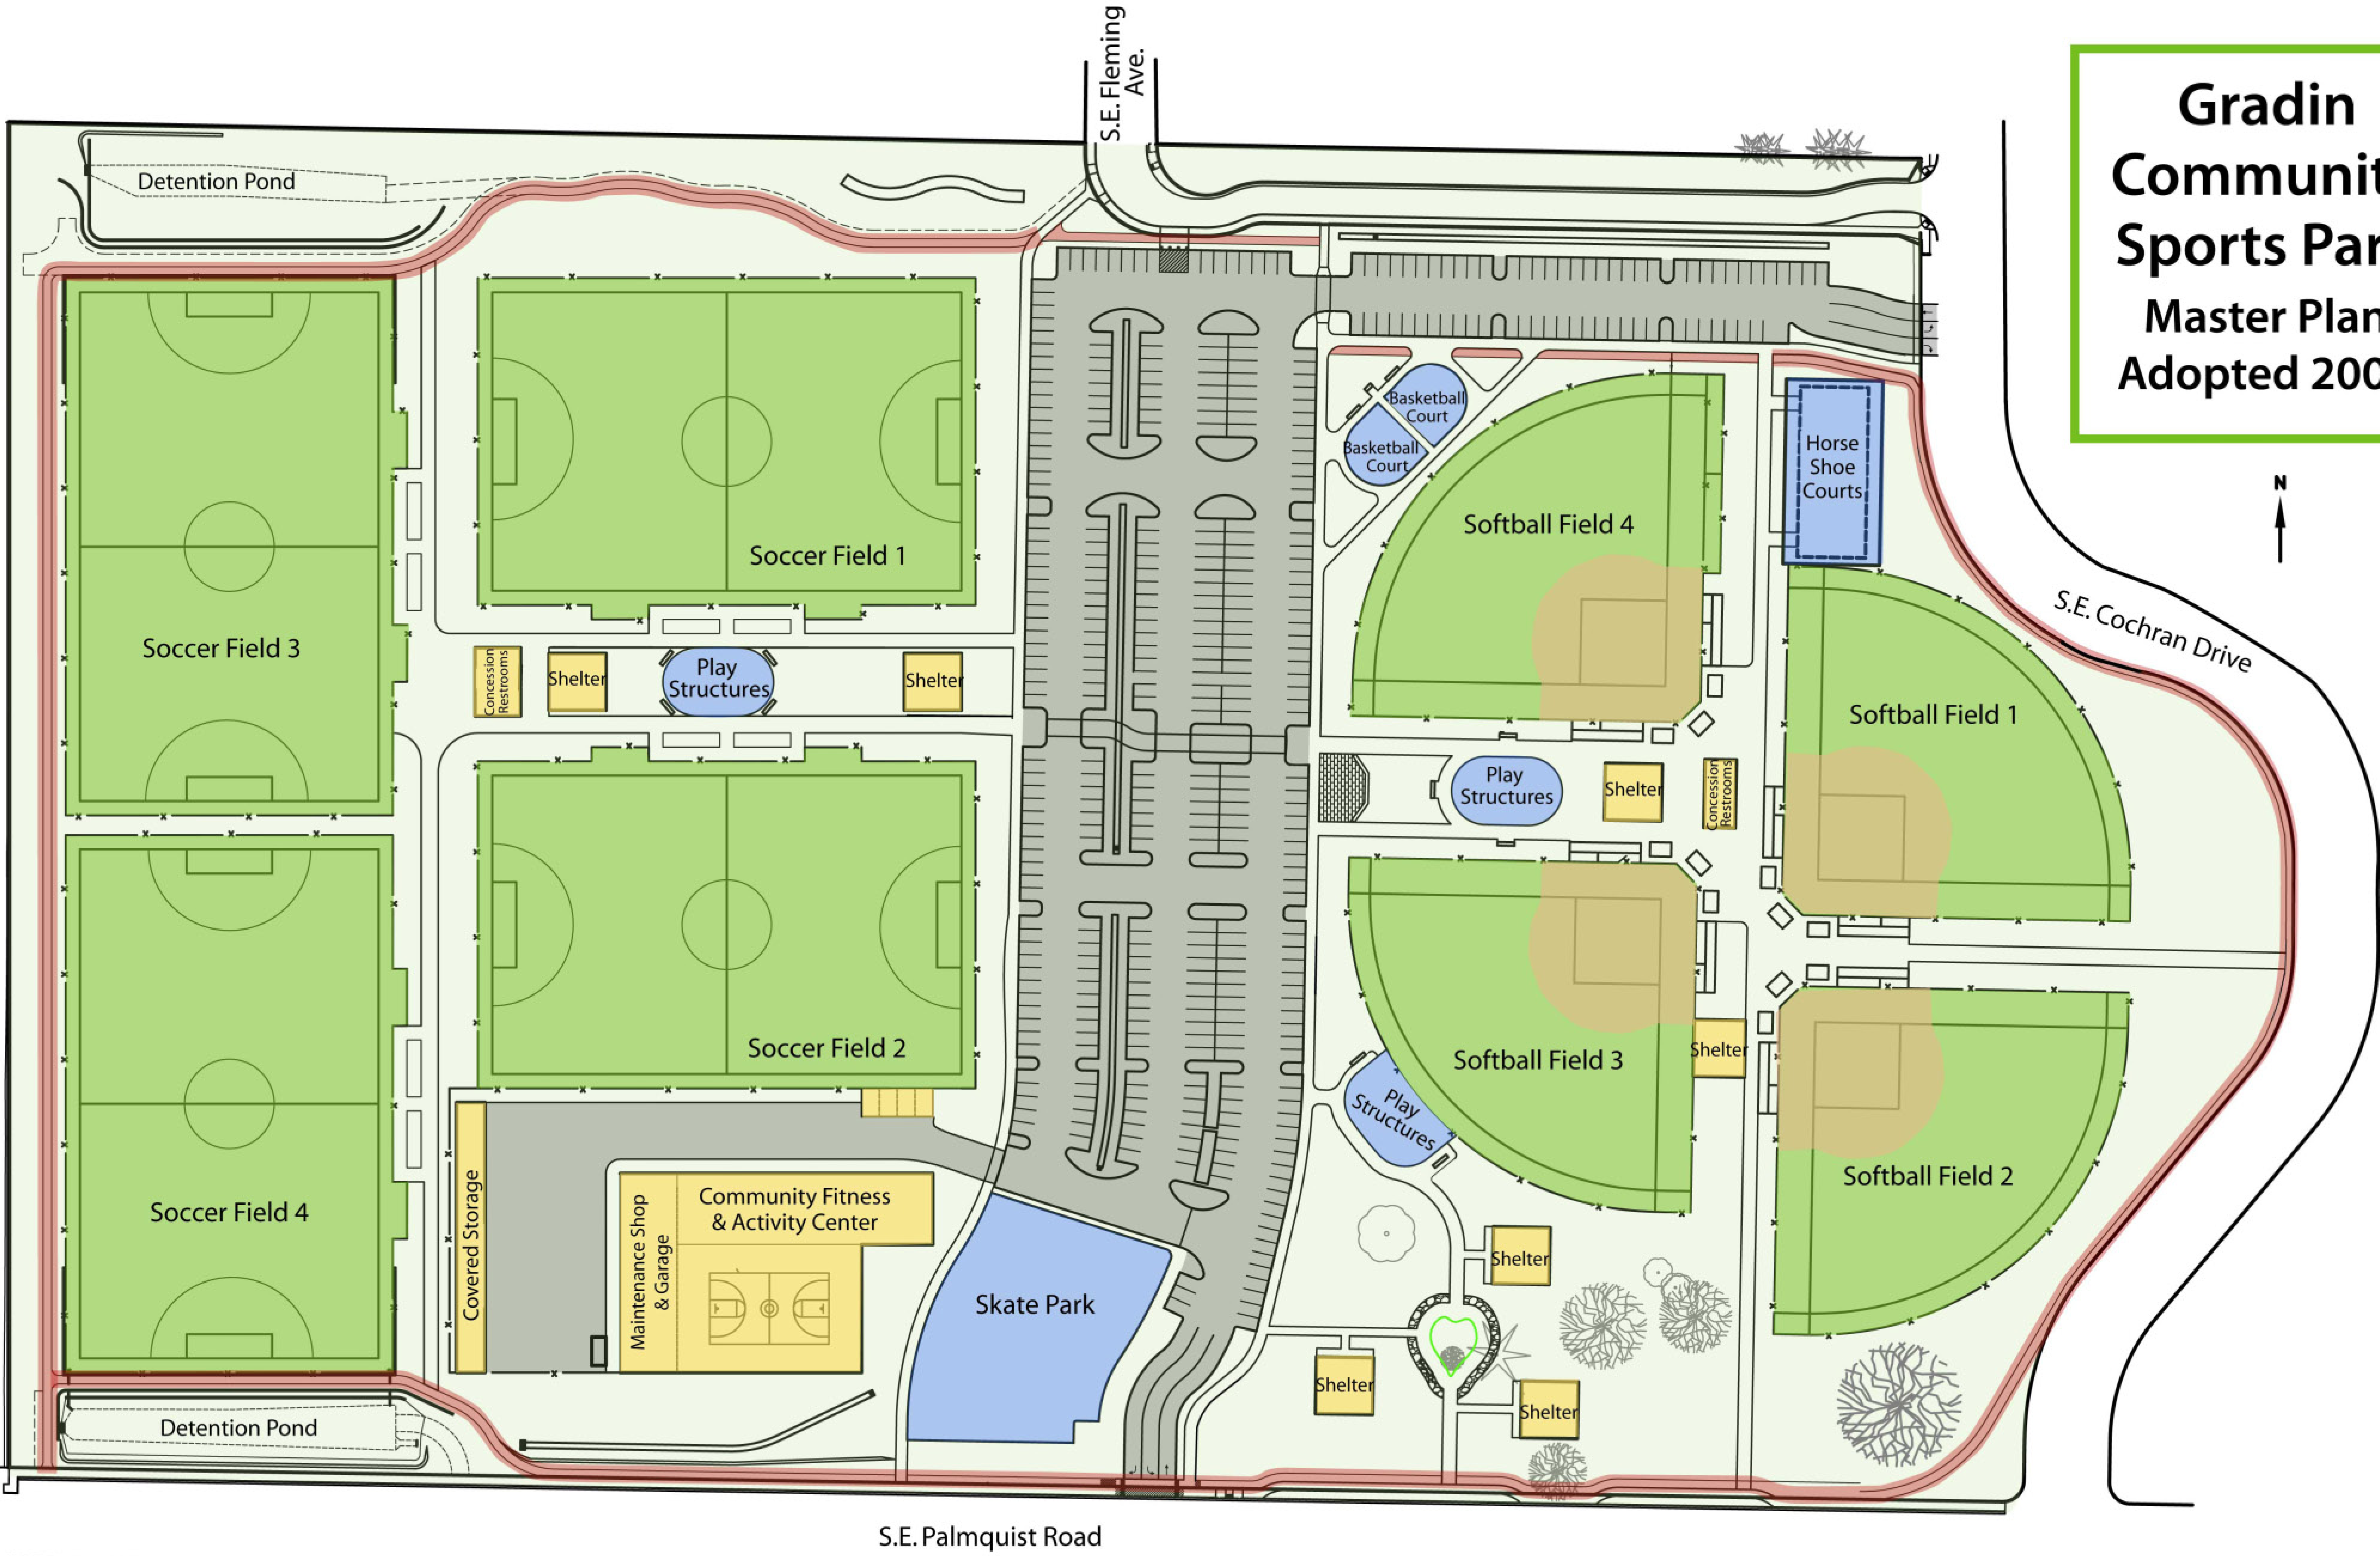 S.E. Fleming
Ave.
Gradin
Communit
Sports Par
Master Plan
Adopted 200
N
Detention Pond
Soccer Field 1
Soccer Field 3
Concession
Restrooms
Shelter
Play
Structures
Shelter
Soccer Field 2
Soccer Field 4
Covered Storage
Maintenance Shop
& Garage
Community Fitness
& Activity Center
Skate Park
Detention Pond
Basketball
Court
Basketball
Court
Softball Field 4
Horse
Shoe
Courts
S.E. Cochran Drive
Softball Field 1
Play
Structures
Shelter
Concession
Restrooms
Softball Field 3
Shelter
Play
Structures
Softball Field 2
Shelter
Shelter
Shelter
S.E. Palmquist Road